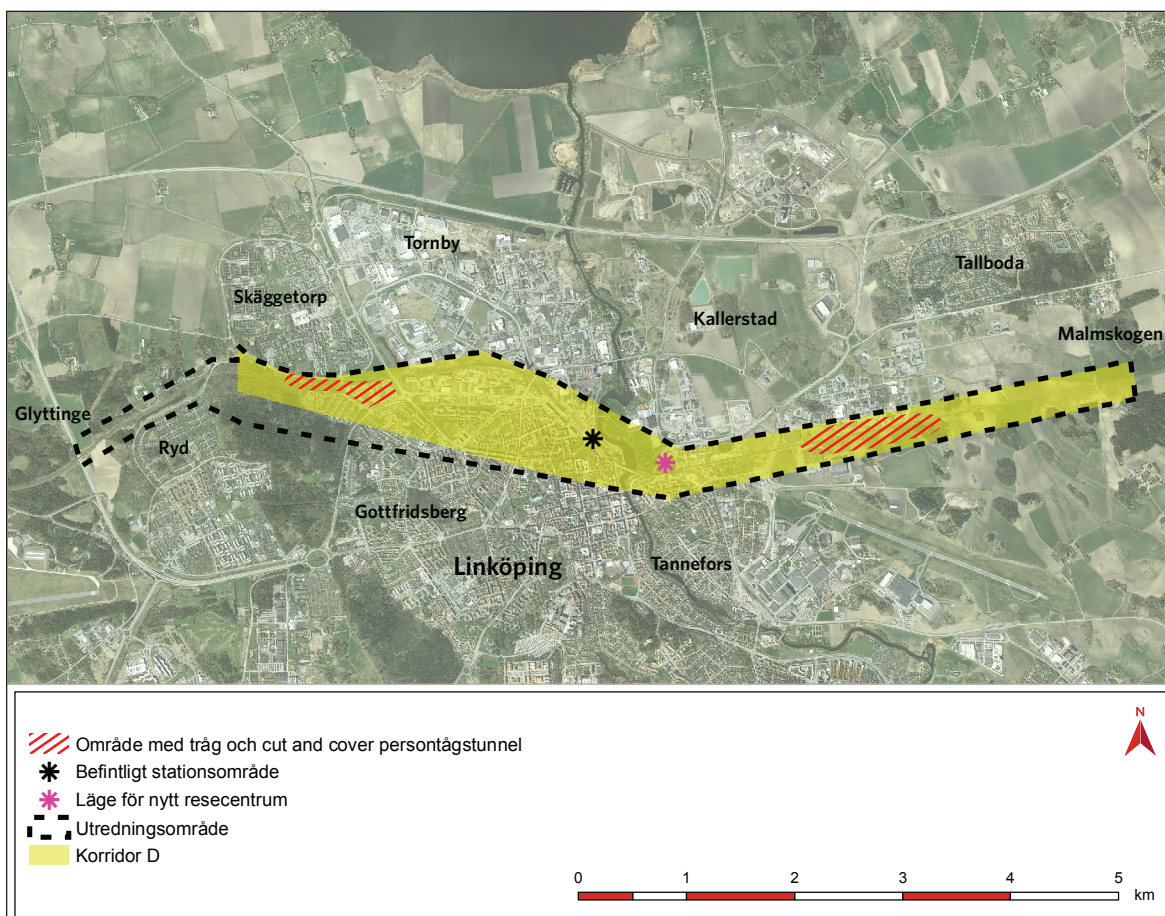 Tornby
Tallboda
Skäggetorp
Kallerstad
Malmskogen
Glyttinge
Ryd
Gottfridsberg
Linköping
Tannefors
N
Område med tråg och cut and cover persontågstunnel
Befintligt stationsområde
Läge för nytt resecentrum
Utredningsområde
Korridor D
0 1 2 3 4 5
km